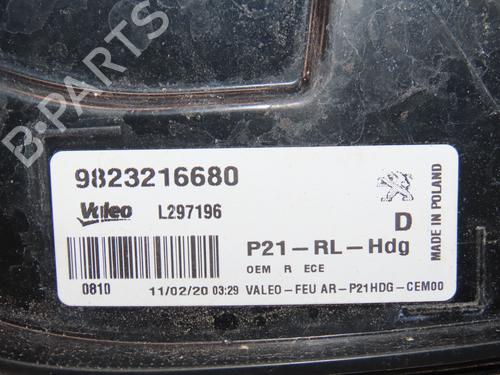 B-PARTS
9823216680
Valeo L297196
D
P21-RL-Hdg
OEM R ECE
0810 11/02/20 03:29 VALEO-FEU AR-P21HDG-CEM00
MADE IN POLAND